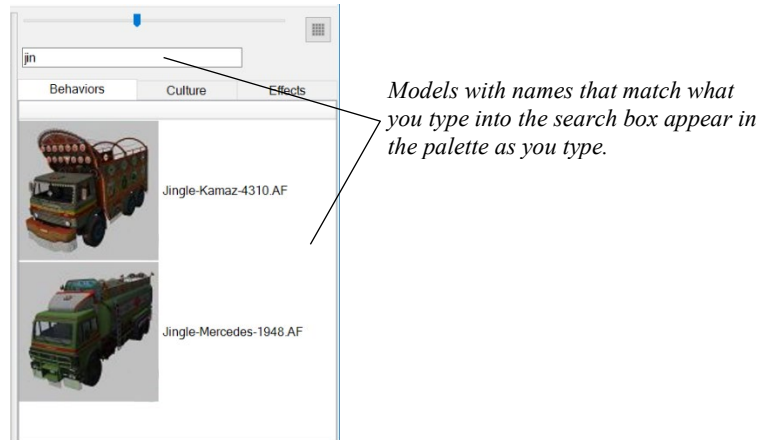 jin
Behaviors Culture Effects
Jingle-Kamaz-4310.AF
Jingle-Mercedes-1948.AF
Models with names that match what
you type into the search box appear in
the palette as you type.